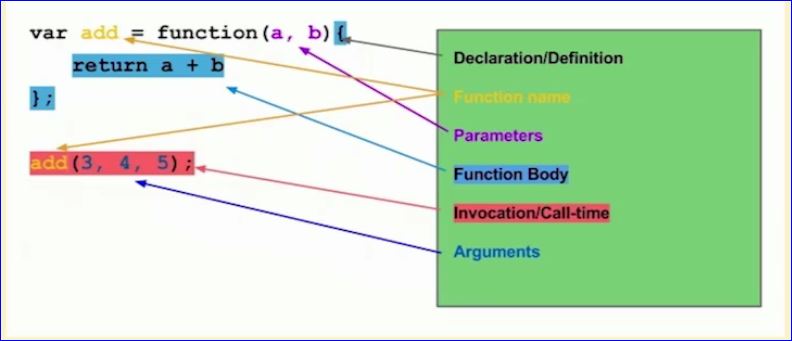 var add = function(a, b){
return a + b
};
add(3, 4, 5);
Declaration/Definition
Function name
Parameters
Function Body
Invocation/Call-time
Arguments